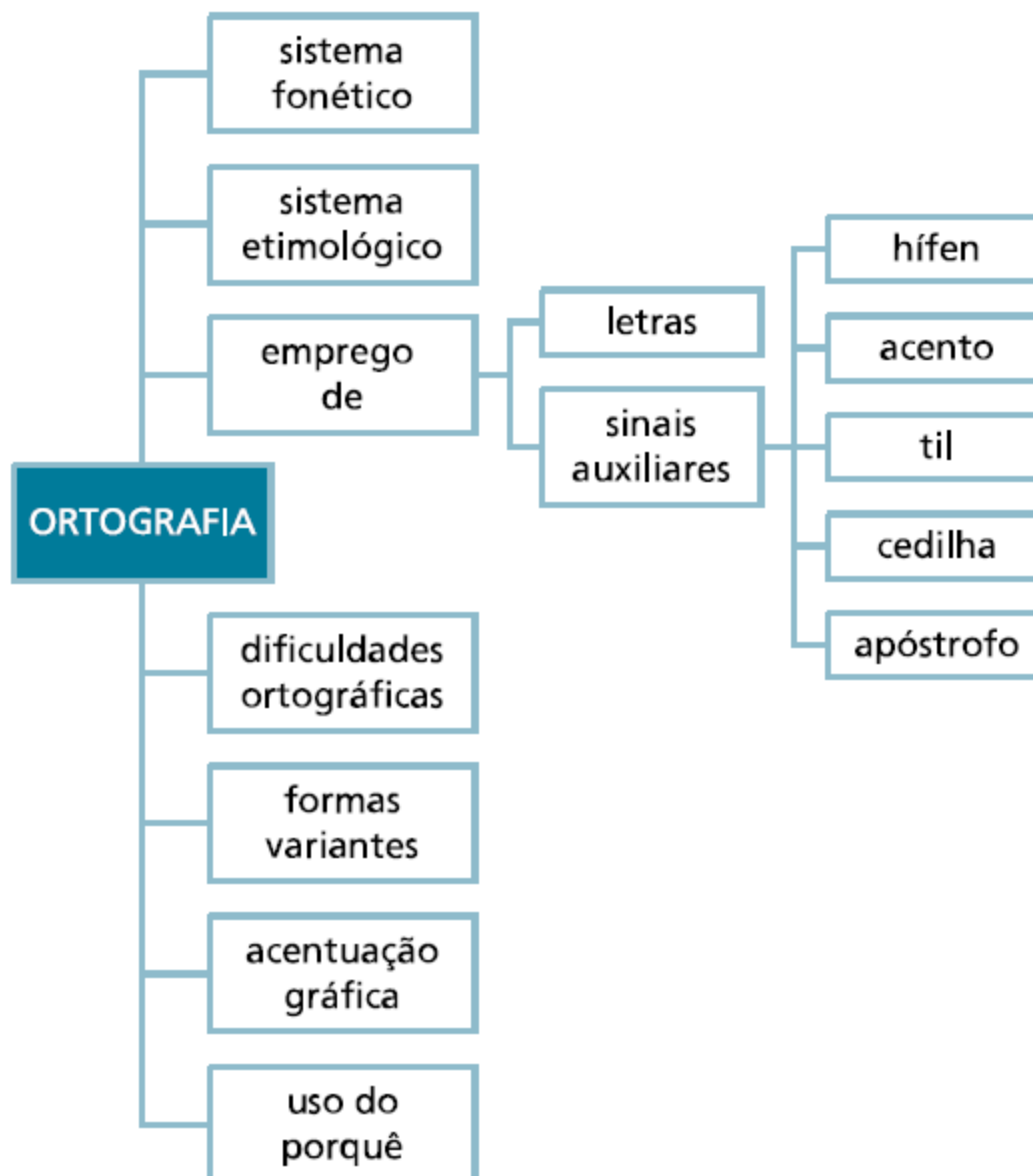 sistema
fonético
sistema
etimológico
emprego
de
letras
sinais
auxiliares
hífen
acento
til
cedilha
apóstrofo
ORTOGRAFIA
dificuldades
ortográficas
formas
variantes
acentuação
gráfica
uso do
porquê